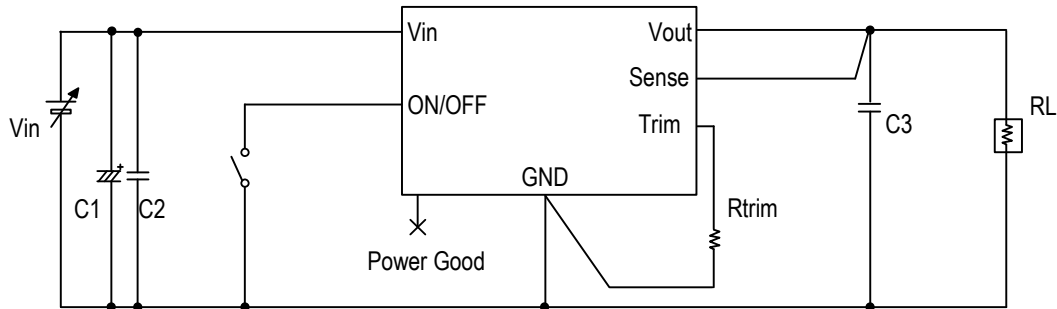 Vin
Vout
Sense
ON/OFF
Trim
Vin
C3
RL
GND
C1
C2
Rtrim
Power Good
+